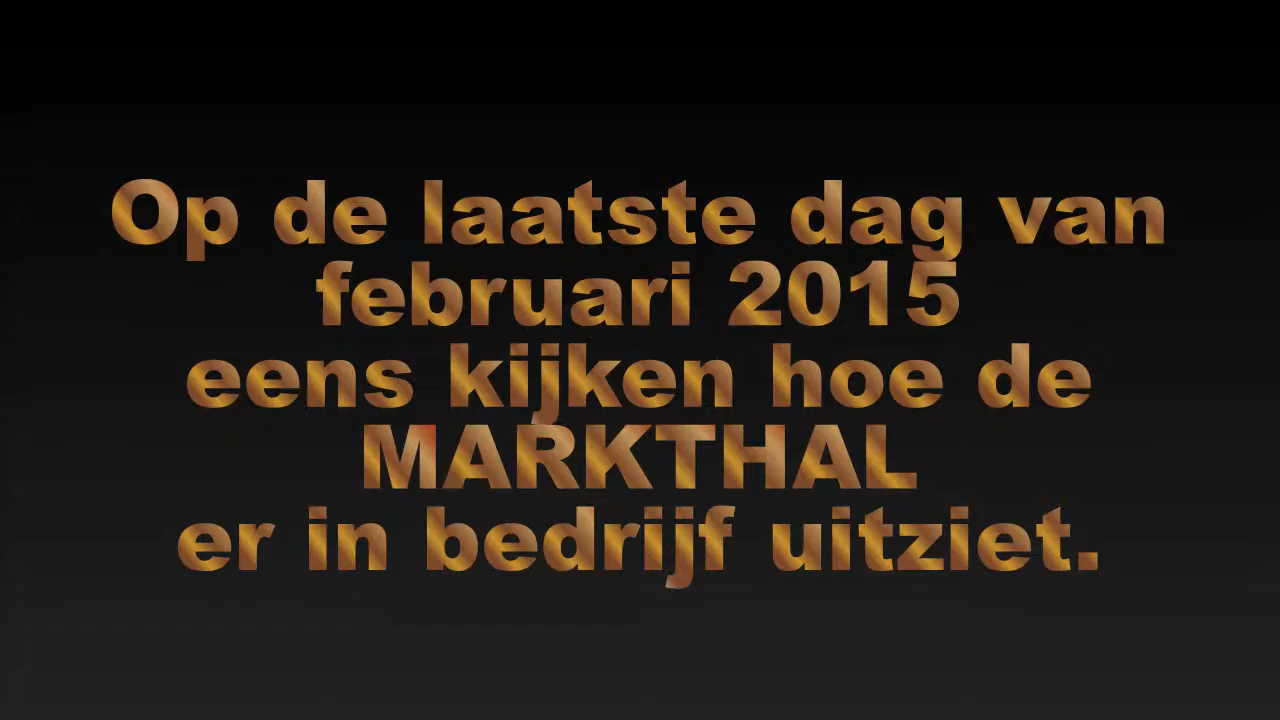 Op de laatste dag van
februari 2015
eens kijken hoe de
MARKTHAL
er in bedrijf uitziet.